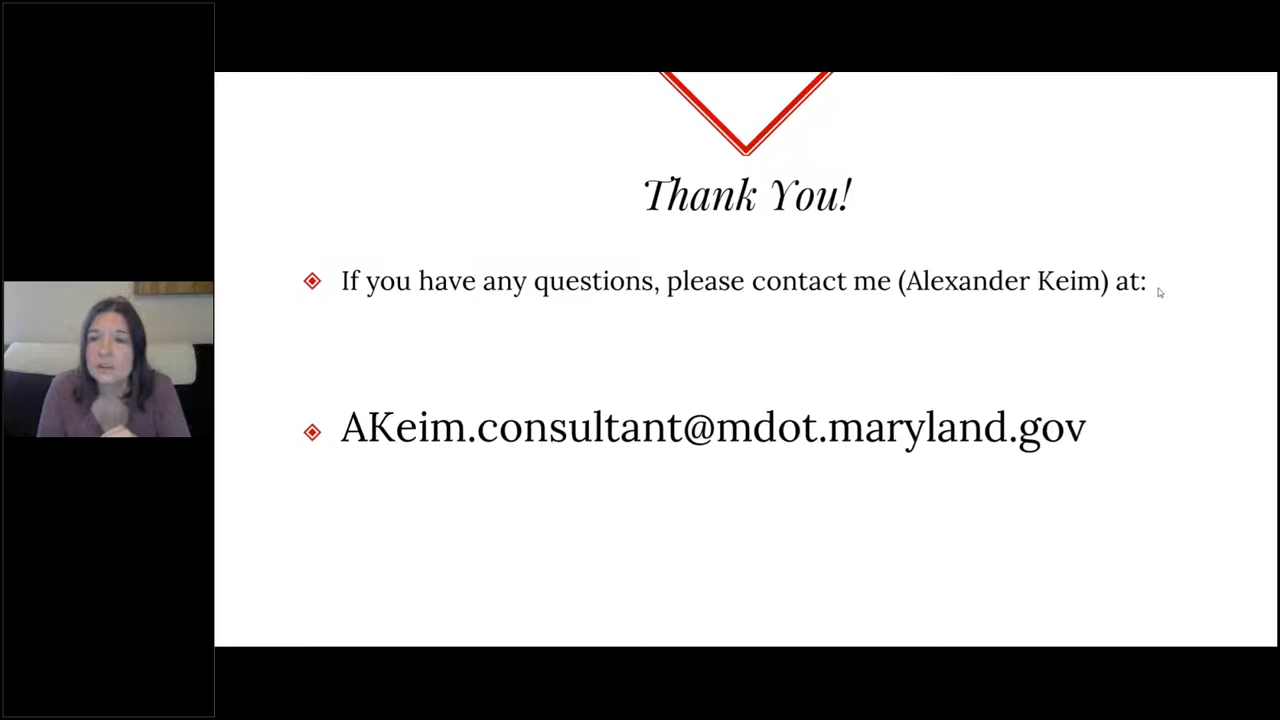 Thank You!
If you have any questions, please contact me (Alexander Keim) at:
AKeim.consultant@mdot.maryland.gov